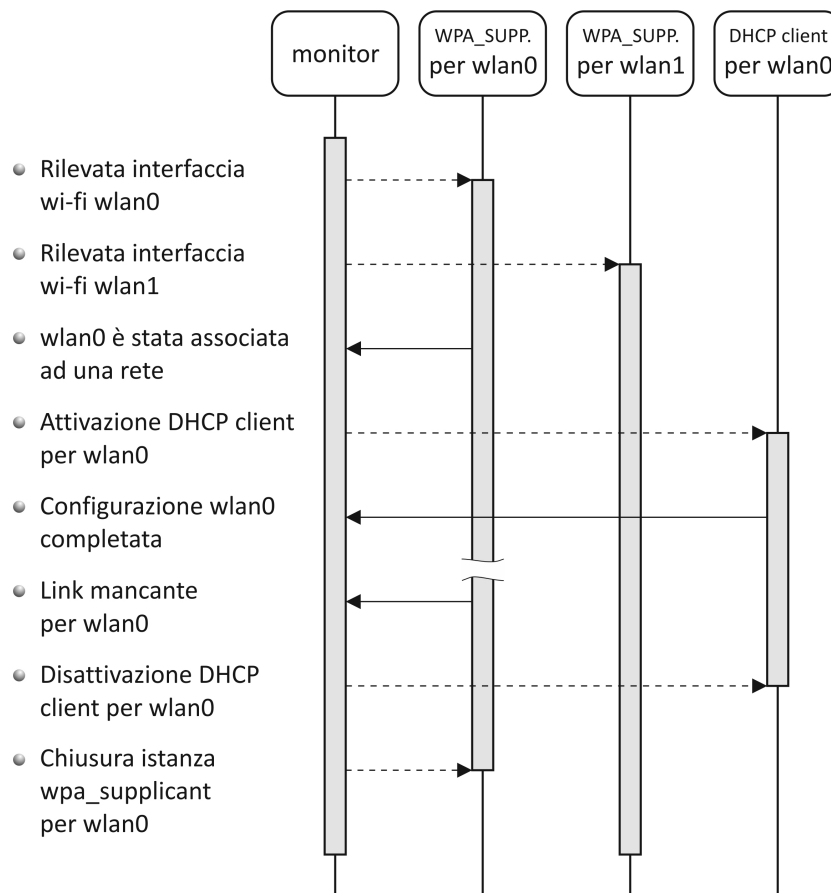 monitor
WPA_SUPP.
per wlan0
WPA_SUPP.
per wlan1
DHCP client
per wlan0
Rilevata interfaccia
wi-fi wlan0
Rilevata interfaccia
wi-fi wlan1
wlan0 è stata associata
ad una rete
Attivazione DHCP client
per wlan0
Configurazione wlan0
completata
Link mancante
per wlan0
Disattivazione DHCP
client per wlan0
Chiusura istanza
wpa_supplicant
per wlan0